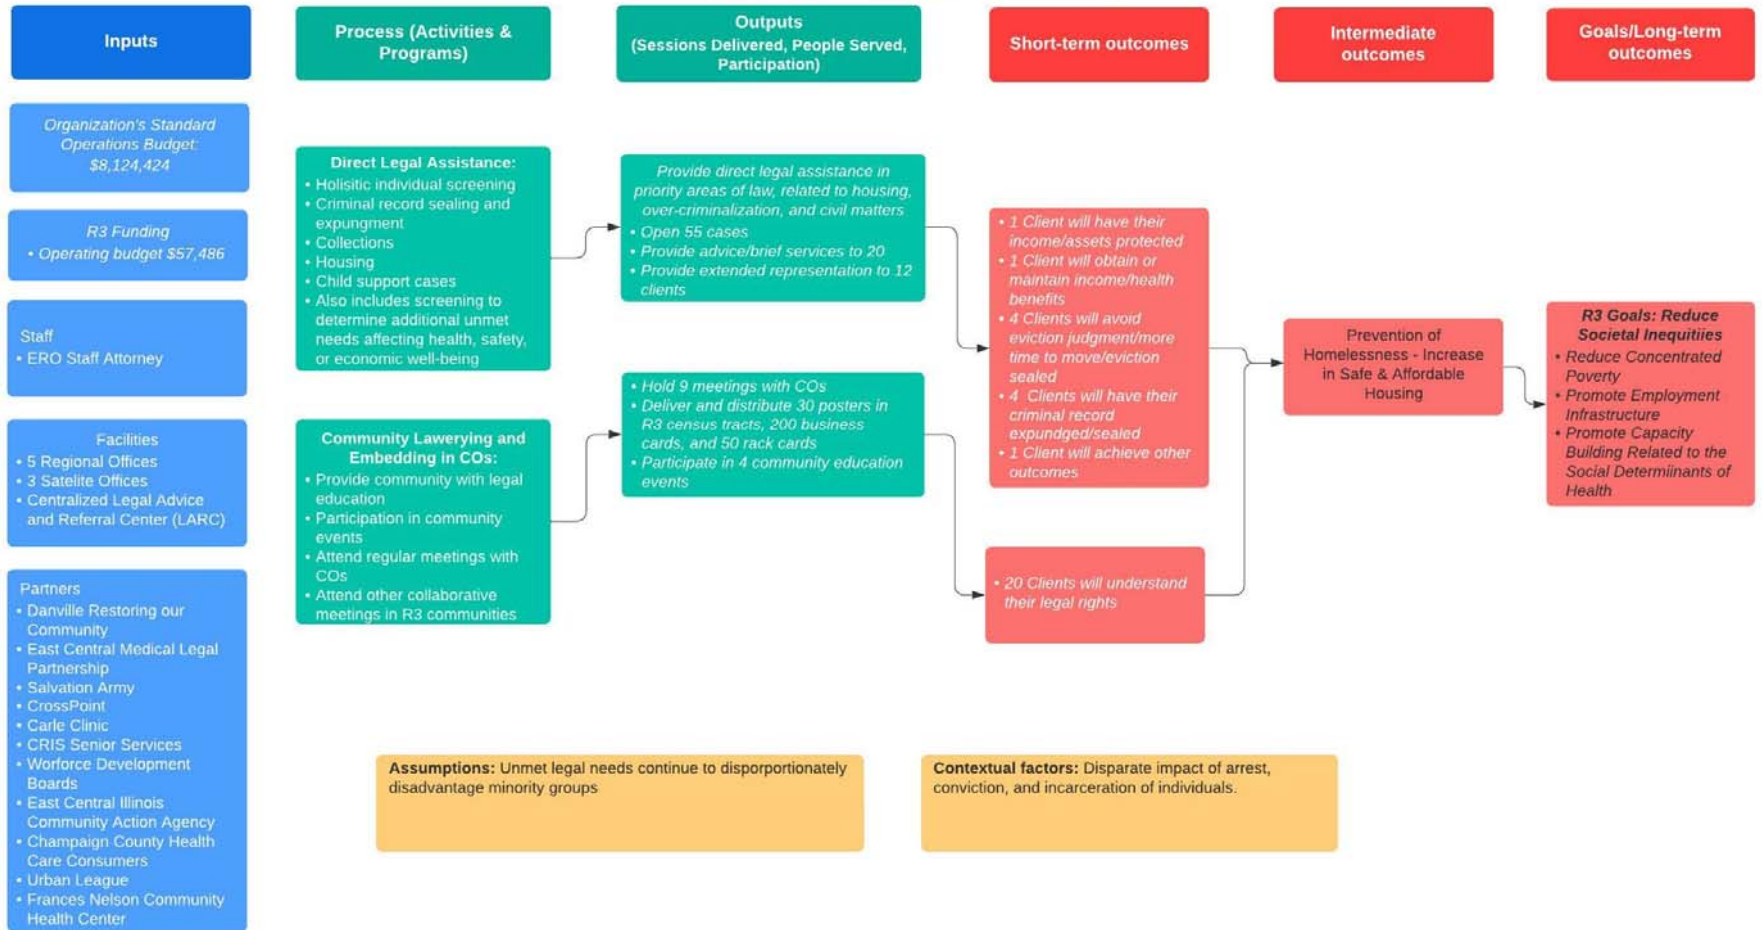 Inputs
Process (Activities &
Programs)
Outputs
(Sessions Delivered, People Served,
Participation)
Short-term outcomes
Intermediate
outcomes
Goals/Long-term
outcomes
Organization's Standard
Operations Budget:
$8,124,424
R3 Funding
• Operating budget $57,486
Staff
• ERO Staff Attorney
Facilities
• 5 Regional Offices
• 3 Satelite Offices
• Centralized Legal Advice
and Referral Center (LARC)
Partners
• Danville Restoring our
Community
• East Central Medical Legal
Partnership
• Salvation Army
• CrossPoint
• Carle Clinic
• CRIS Senior Services
• Worforce Development
Boards
• East Central Illinois
Community Action Agency
• Champaign County Health
Care Consumers
• Urban League
• Frances Nelson Community
Health Center
Direct Legal Assistance:
• Holisitic individual screening
• Criminal record sealing and
expungment
• Collections
• Housing
• Child support cases
• Also includes screening to
determine additional unmet
needs affecting health, safety,
or economic well-being
Community Lawerying and
Embedding in COs:
• Provide community with legal
education
• Participation in community
events
• Attend regular meetings with
COs
• Attend other collaborative
meetings in R3 communities
Provide direct legal assistance in
priority areas of law, related to housing,
over-criminalization, and civil matters
• Open 55 cases
• Provide advice/brief services to 20
• Provide extended representation to 12
clients
• Hold 9 meetings with COs
• Deliver and distribute 30 posters in
R3 census tracts, 200 business
cards, and 50 rack cards
• Participate in 4 community education
events
• 1 Client will have their
income/assets protected
• 1 Client will obtain or
maintain income/health
benefits
• 4 Clients will avoid
eviction judgment/more
time to move/eviction
sealed
• 4 Clients will have their
criminal record
expundged/sealed
• 1 Client will achieve other
outcomes
• 20 Clients will understand
their legal rights
Prevention of
Homelessness - Increase
in Safe & Affordable
Housing
R3 Goals: Reduce
Societal Inequitiies
• Reduce Concentrated
Poverty
• Promote Employment
Infrastructure
• Promote Capacity
Building Related to the
Social Determiinants of
Health
Assumptions: Unmet legal needs continue to disporportionately
disadvantage minority groups
Contextual factors: Disparate impact of arrest,
conviction, and incarceration of individuals.